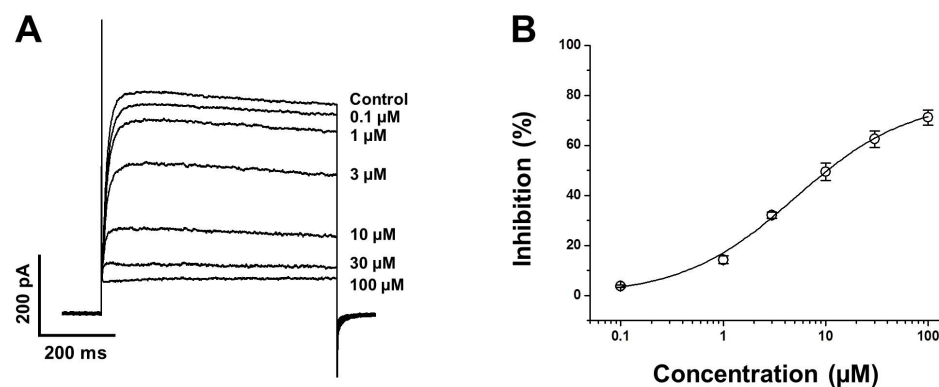 A
Control
0.1 µM
1 µM
3 µM
10 µM
30 µM
100 µM
200 pA
200 ms
B
Inhibition (%)
100
80
60
40
20
0
0.1
1
10
100
Concentration (µM)